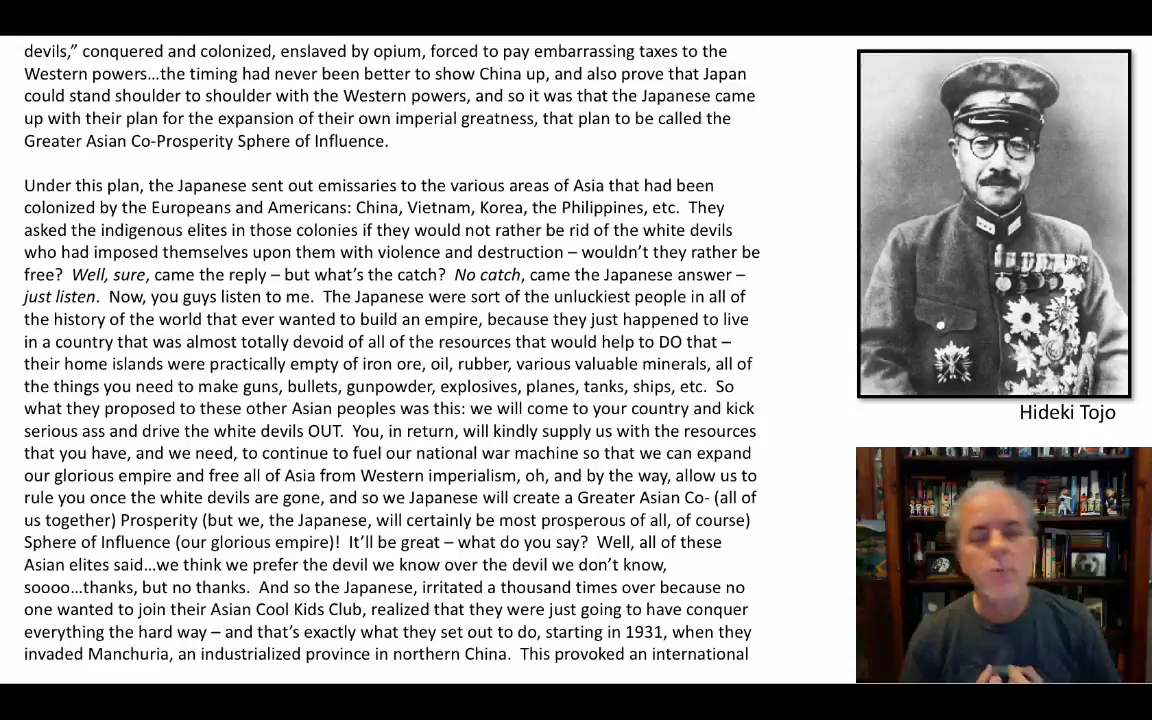 devils,” conquered and colonized, enslaved by opium, forced to pay embarrassing taxes to the
Western powers…the timing had never been better to show China up, and also prove that Japan
could stand shoulder to shoulder with the Western powers, and so it was that the Japanese came
up with their plan for the expansion of their own imperial greatness, that plan to be called the
Greater Asian Co-Prosperity Sphere of Influence.
Under this plan, the Japanese sent out emissaries to the various areas of Asia that had been
colonized by the Europeans and Americans: China, Vietnam, Korea, the Philippines, etc.  They
asked the indigenous elites in those colonies if they would not rather be rid of the white devils
who had imposed themselves upon them with violence and destruction – wouldn’t they rather be
free?  Well, sure, came the reply – but what’s the catch?  No catch, came the Japanese answer –
just listen.  Now, you guys listen to me.  The Japanese were sort of the unluckiest people in all of
the history of the world that ever wanted to build an empire, because they just happened to live
in a country that was almost totally devoid of all of the resources that would help to DO that –
their home islands were practically empty of iron ore, oil, rubber, various valuable minerals, all of
the things you need to make guns, bullets, gunpowder, explosives, planes, tanks, ships, etc.  So
what they proposed to these other Asian peoples was this: we will come to your country and kick
serious ass and drive the white devils OUT.  You, in return, will kindly supply us with the resources
that you have, and we need, to continue to fuel our national war machine so that we can expand
our glorious empire and free all of Asia from Western imperialism, oh, and by the way, allow us to
rule you once the white devils are gone, and so we Japanese will create a Greater Asian Co- (all of
us together) Prosperity (but we, the Japanese, will certainly be most prosperous of all, of course)
Sphere of Influence (our glorious empire)!  It’ll be great – what do you say?  Well, all of these
Asian elites said…we think we prefer the devil we know over the devil we don’t know,
soooo…thanks, but no thanks.  And so the Japanese, irritated a thousand times over because no
one wanted to join their Asian Cool Kids Club, realized that they were just going to have conquer
everything the hard way – and that’s exactly what they set out to do, starting in 1931, when they
invaded Manchuria, an industrialized province in northern China.  This provoked an international
Hideki Tojo